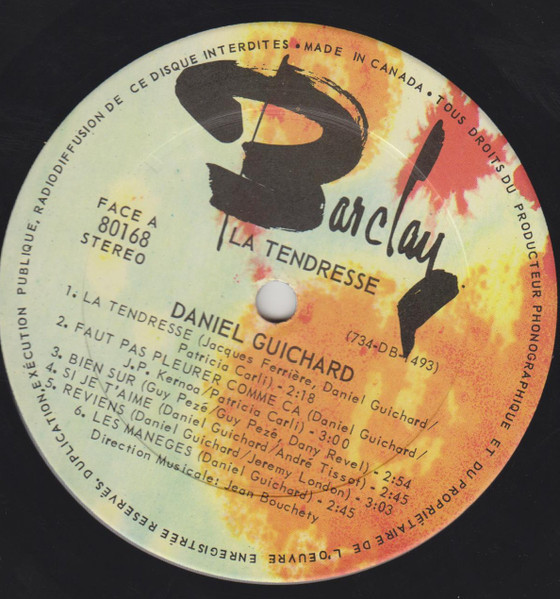 TOUS DROITS DU PRODUCTEUR PHONOGRAPHIQUE ET DU PROPRIÉTAIRE DE L'OEUVRE ENREGISTRÉE RESERVÉS, DUPLICATION, EXÉCUTION PUBLIQUE, RADIODIFFUSION DE CE DISQUE INTERDITES • MADE IN CANADA •
Barclay
FACE A
80168
STEREO
LA TENDRESSE
(734-DB-1493)
DANIEL GUICHARD
1. LA TENDRESSE (Jacques Ferrière, Daniel Guichard/
Patricia Carli) - 2:18
2. FAUT PAS PLEURER COMME ÇA (Daniel Guichard/
J.P. Kernoa/Patricia Carli) - 3:00
3. BIEN SUR (Guy Pezé/Guy Pezé, Dany Revel) - 2:54
4. SI JE T'AIME (Daniel Guichard/André Tissot) - 2:45
5. REVIENS (Daniel Guichard/Jeremy London) - 3:03
6. LES MANEGES (Daniel Guichard) - 2:45
Direction Musicale: Jean Bouchety